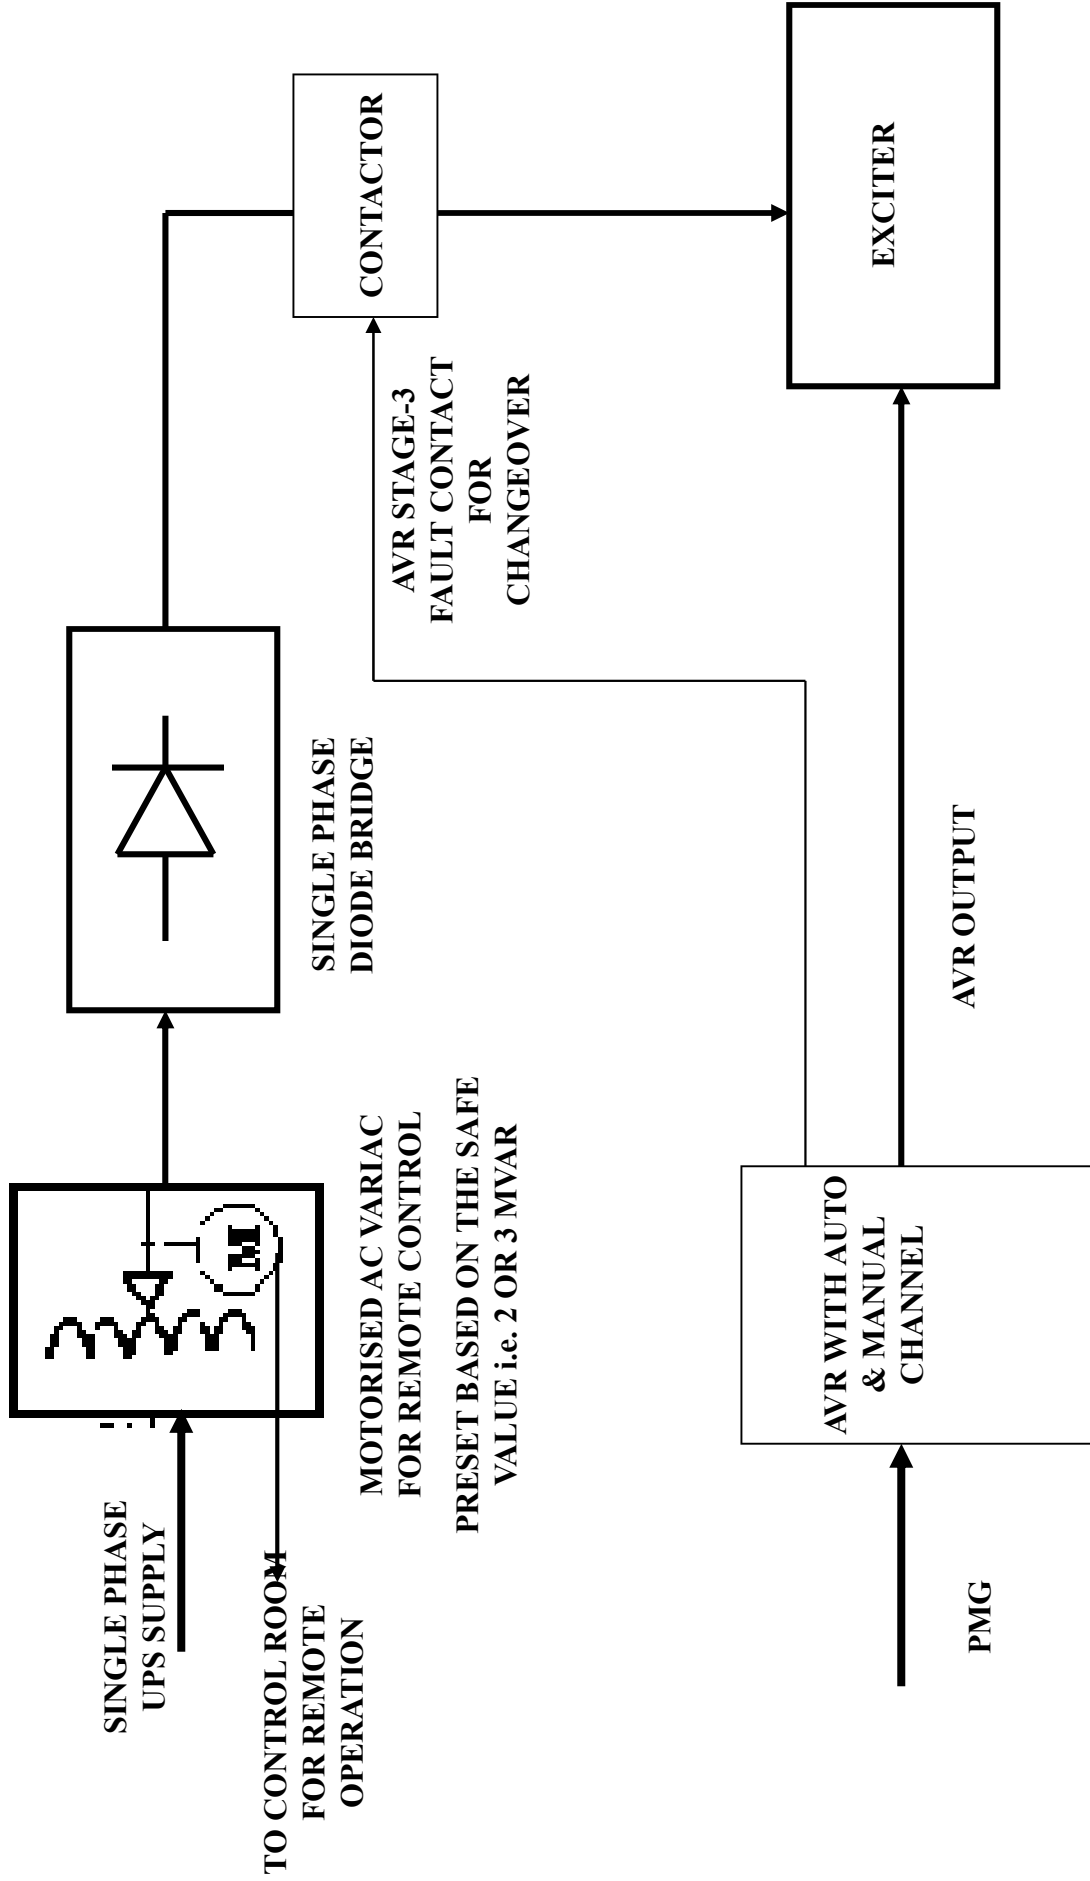 SINGLE PHASE
UPS SUPPLY
TO CONTROL ROOM
FOR REMOTE
OPERATION
m
MOTORISED AC VARIAC
FOR REMOTE CONTROL
PRESET BASED ON THE SAFE
VALUE i.e. 2 OR 3 MVAR
SINGLE PHASE
DIODE BRIDGE
CONTACTOR
AVR STAGE-3
FAULT CONTACT
FOR
CHANGEOVER
PMG
AVR WITH AUTO
& MANUAL
CHANNEL
AVR OUTPUT
EXCITER